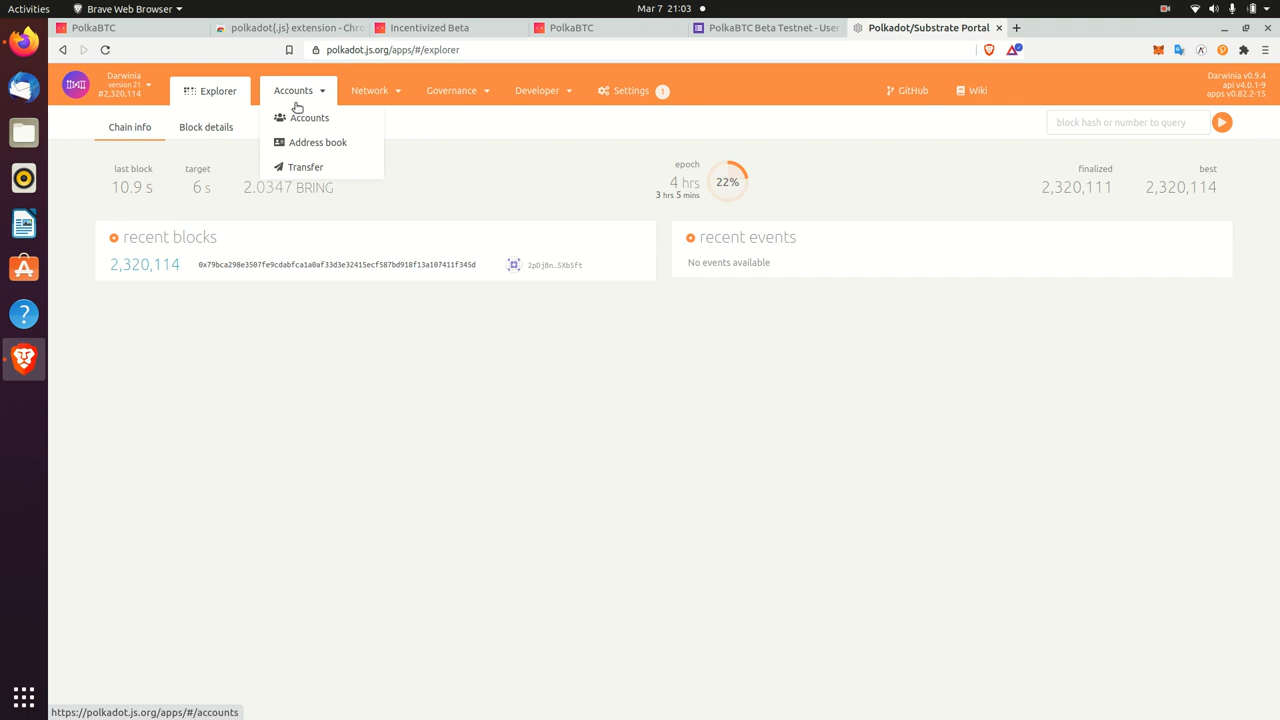 Activities
Brave Web Browser
Mar 7 21:03
PolkaBTC
polkadot{.js} extension - Chro
Incentivized Beta
PolkaBTC
PolkaBTC Beta Testnet - User
Polkadot/Substrate Portal
polkadot.js.org/apps/#/explorer
Darwinia
version 21
#2,320,114
Explorer
Accounts
Network
Governance
Developer
Settings
1
GitHub
Wiki
Darwinia v0.9.4
api v4.0.1-9
apps v0.82.2-15
Chain info
Block details
Accounts
Address book
Transfer
block hash or number to query
last block
10.9 s
target
6 s
2.0347 BRING
epoch
4 hrs
3 hrs 5 mins
22%
finalized
2,320,111
best
2,320,114
recent blocks
2,320,114
0x79bca298e3507fe9cdabfca1a0af33d3e32415ecf587bd918f13a107411f345d
2pDjBn…5Xb5ft
recent events
No events available
https://polkadot.js.org/apps/#/accounts